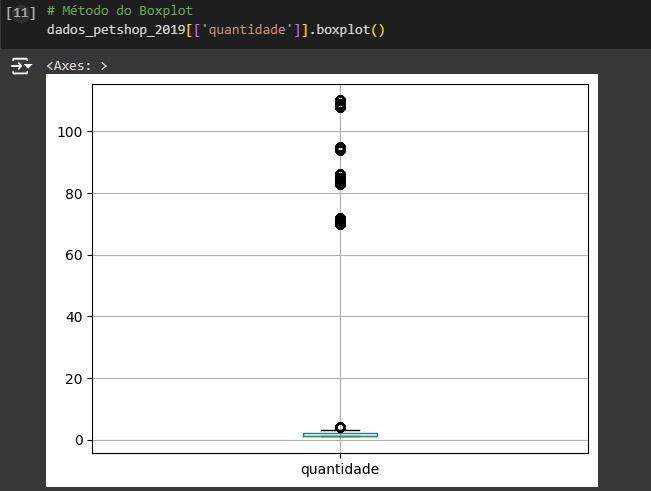 [11] # Método do Boxplot
dados_petshop_2019[['quantidade']].boxplot()
<Axes: >
100
80
60
40
20
0
quantidade